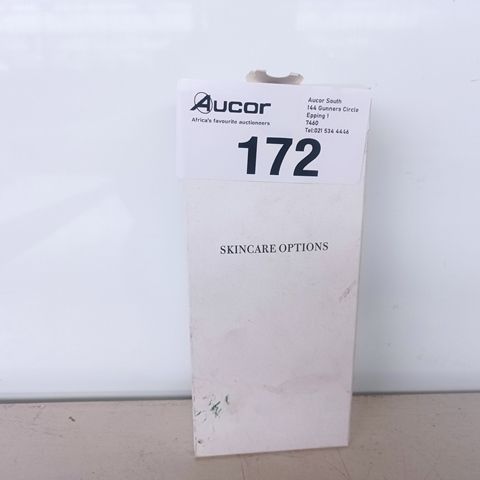 Aucor
Africa's favourite auctioneers
Aucor South
144 Gunners Circle
Epping 1
7460
Tel:021 534 4446
172
SKINCARE OPTIONS